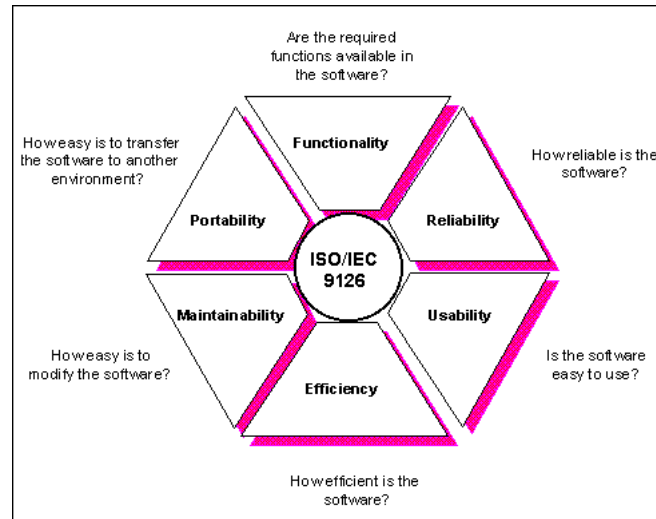 Are the required
functions available in
the software?
Functionality
How easy is to transfer
the software to another
environment?
Portability
How reliable is the
software?
Reliability
ISO/IEC
9126
Maintainability
How easy is to
modify the software?
Usability
Is the software
easy to use?
Efficiency
How efficient is the
software?